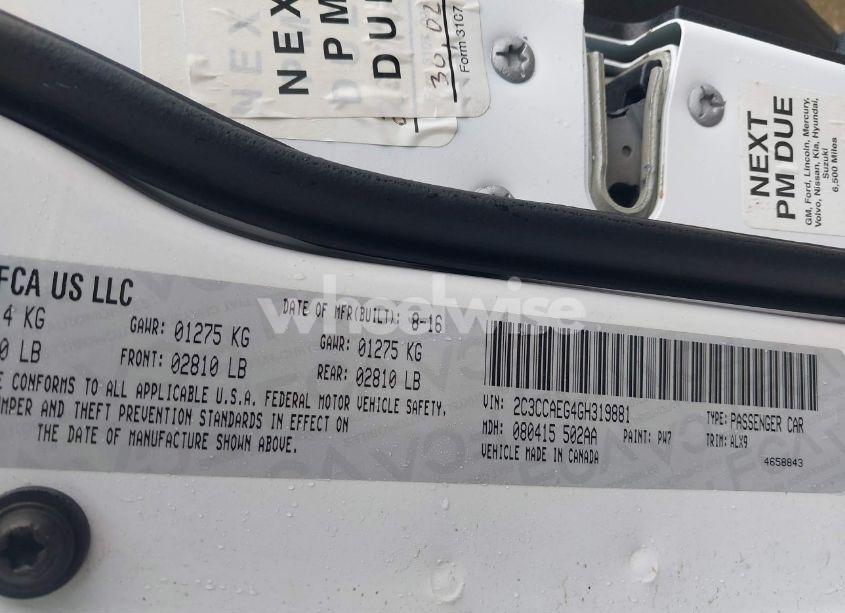 NEXT
PM
DUE
30,02
Form 3107
NEXT
PM DUE
GM, Ford, Lincoln, Mercury,
Volvo, Nissan, Kia, Hyundai,
Suzuki
6,500 Miles
FCA US LLC
DATE OF MFR(BUILT): 8-16
4 KG
GAWR: 01275 KG
GAWR: 01275 KG
0 LB
FRONT: 02810 LB
REAR: 02810 LB
E CONFORMS TO ALL APPLICABLE U.S.A. FEDERAL MOTOR VEHICLE SAFETY,
MPER AND THEFT PREVENTION STANDARDS IN EFFECT ON
THE DATE OF MANUFACTURE SHOWN ABOVE.
VIN: 2C3CCAEG4GH319881
TYPE: PASSENGER CAR
MDH: 080415 502AA
PAINT: PW7
TRIM: ALX9
VEHICLE MADE IN CANADA
4658843
wheelwise